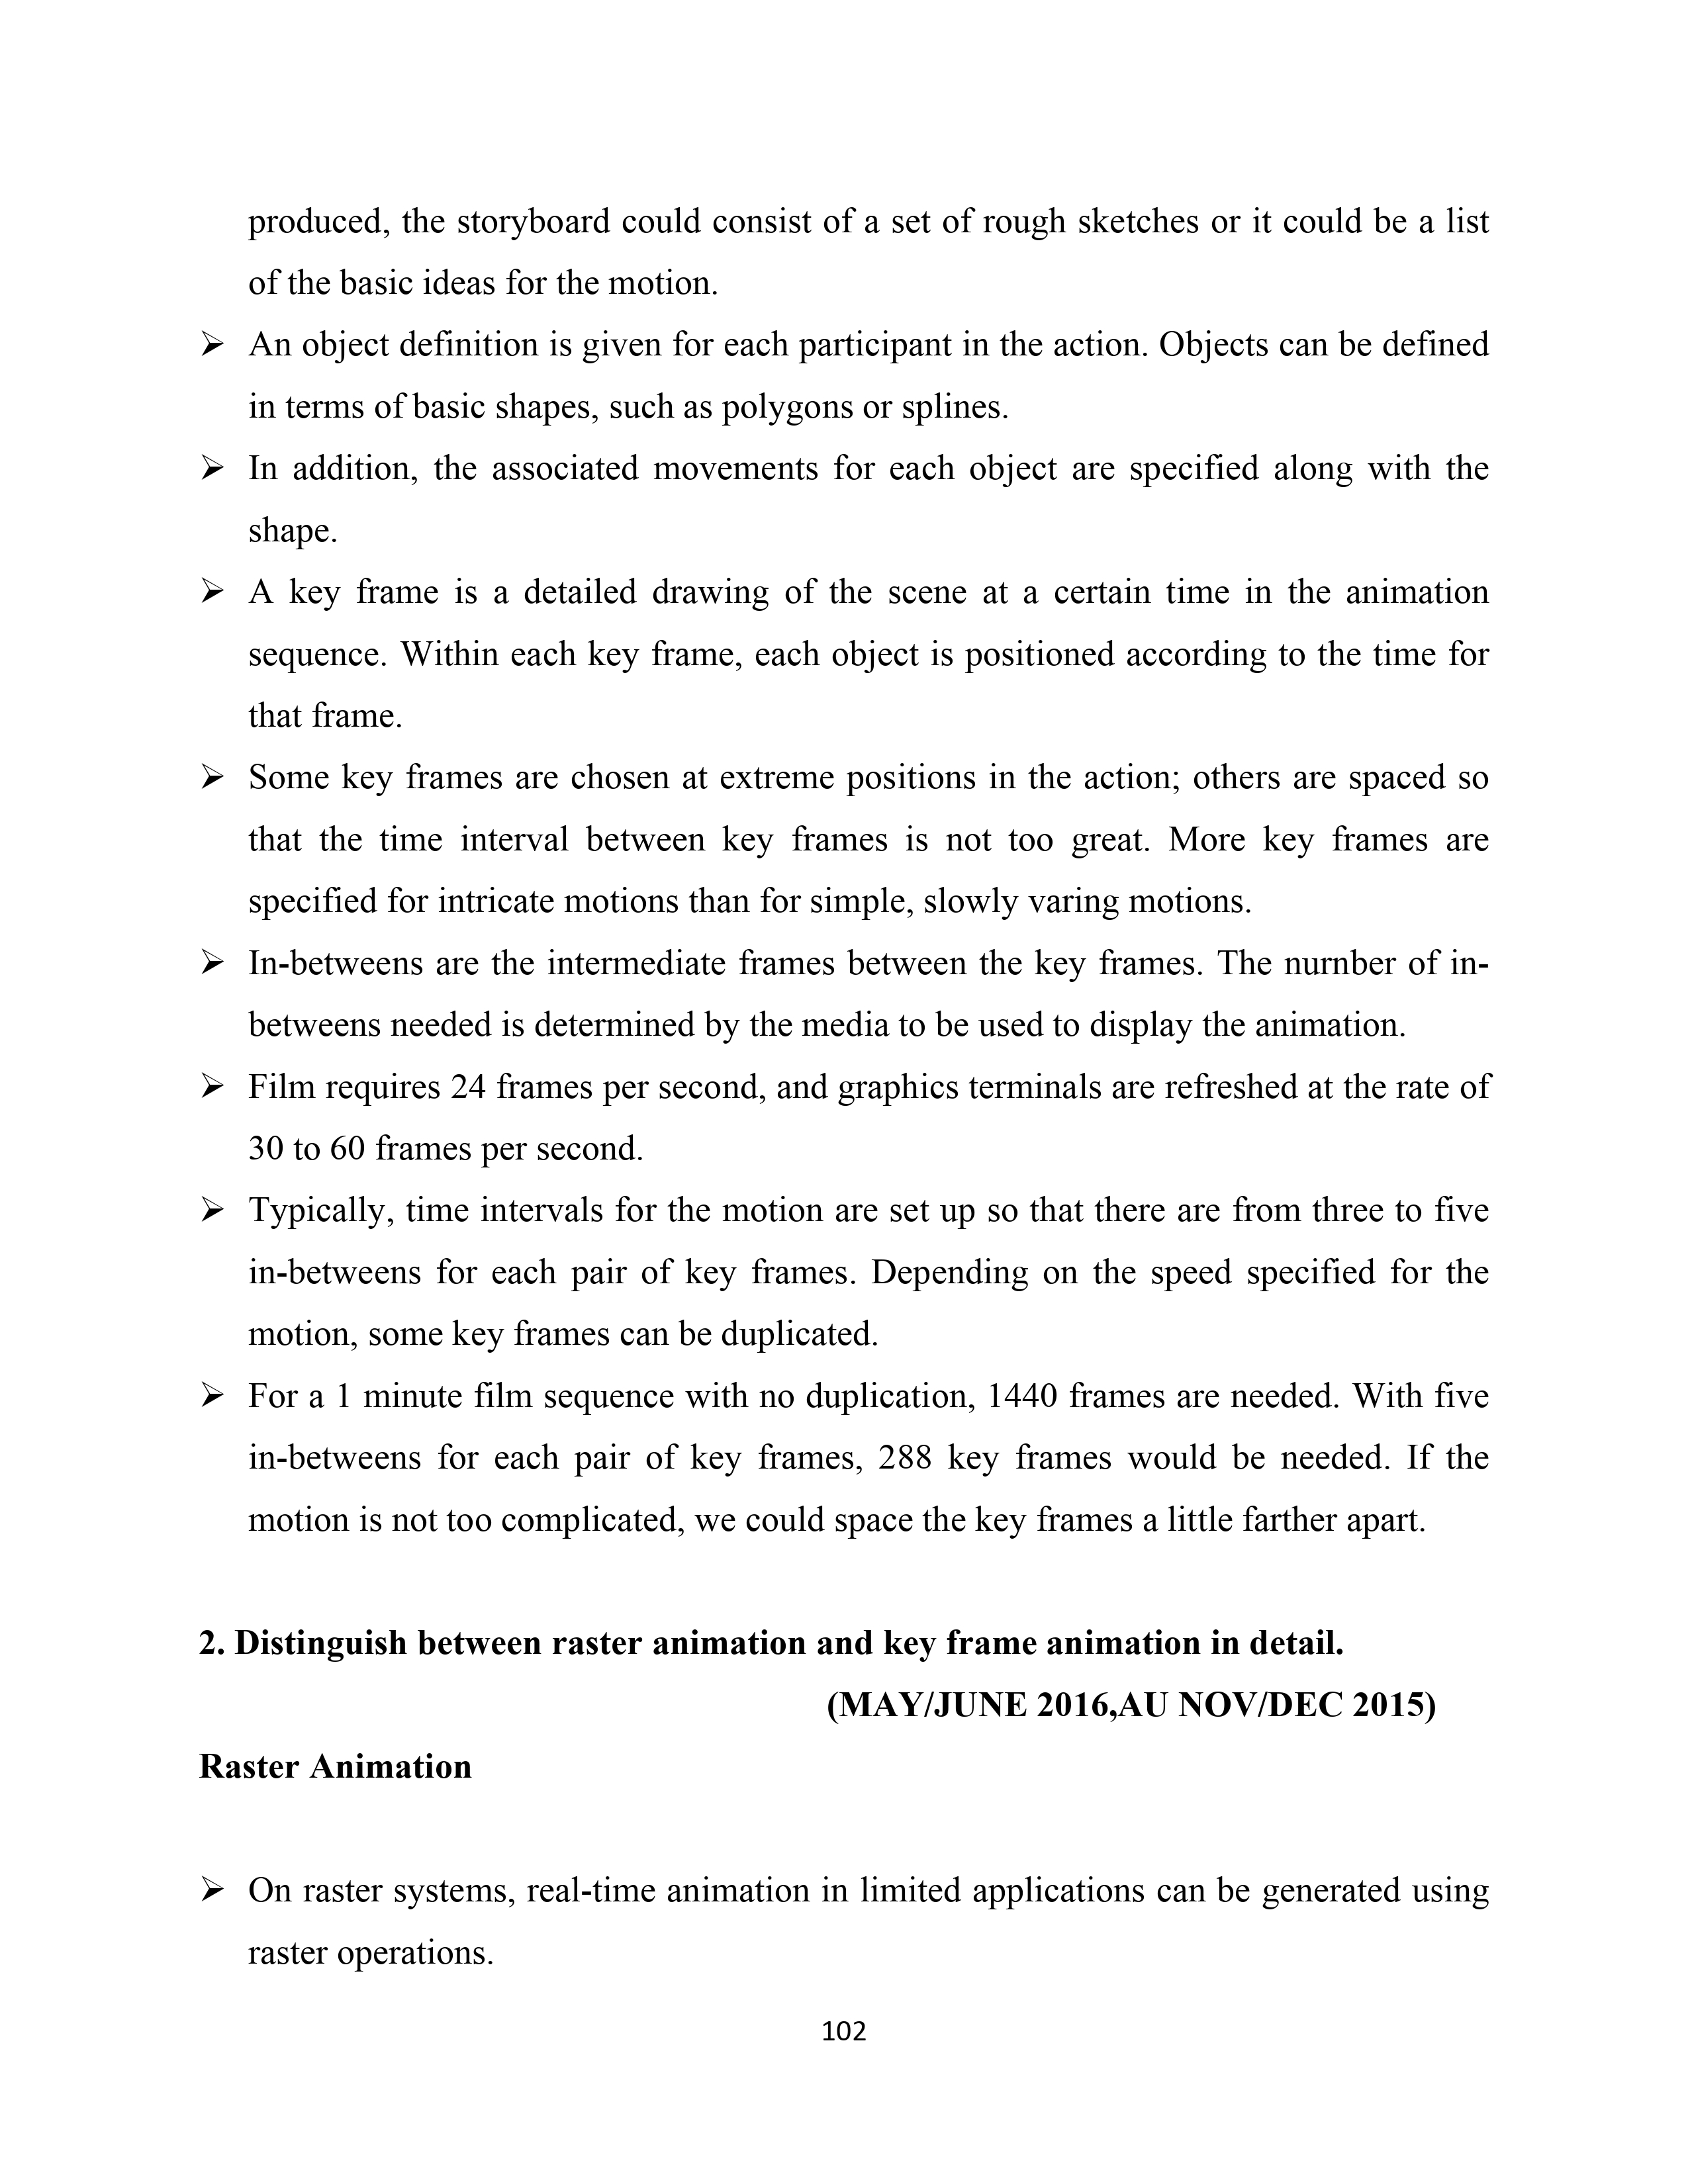 produced, the storyboard could consist of a set of rough sketches or it could be a list
of the basic ideas for the motion.
➢ An object definition is given for each participant in the action. Objects can be defined
in terms of basic shapes, such as polygons or splines.
➢ In addition, the associated movements for each object are specified along with the
shape.
➢ A key frame is a detailed drawing of the scene at a certain time in the animation
sequence. Within each key frame, each object is positioned according to the time for
that frame.
➢ Some key frames are chosen at extreme positions in the action; others are spaced so
that the time interval between key frames is not too great. More key frames are
specified for intricate motions than for simple, slowly varing motions.
➢ In-betweens are the intermediate frames between the key frames. The nurnber of in-
betweens needed is determined by the media to be used to display the animation.
➢ Film requires 24 frames per second, and graphics terminals are refreshed at the rate of
30 to 60 frames per second.
➢ Typically, time intervals for the motion are set up so that there are from three to five
in-betweens for each pair of key frames. Depending on the speed specified for the
motion, some key frames can be duplicated.
➢ For a 1 minute film sequence with no duplication, 1440 frames are needed. With five
in-betweens for each pair of key frames, 288 key frames would be needed. If the
motion is not too complicated, we could space the key frames a little farther apart.
2. Distinguish between raster animation and key frame animation in detail.
(MAY/JUNE 2016,AU NOV/DEC 2015)
Raster Animation
➢ On raster systems, real-time animation in limited applications can be generated using
raster operations.
102